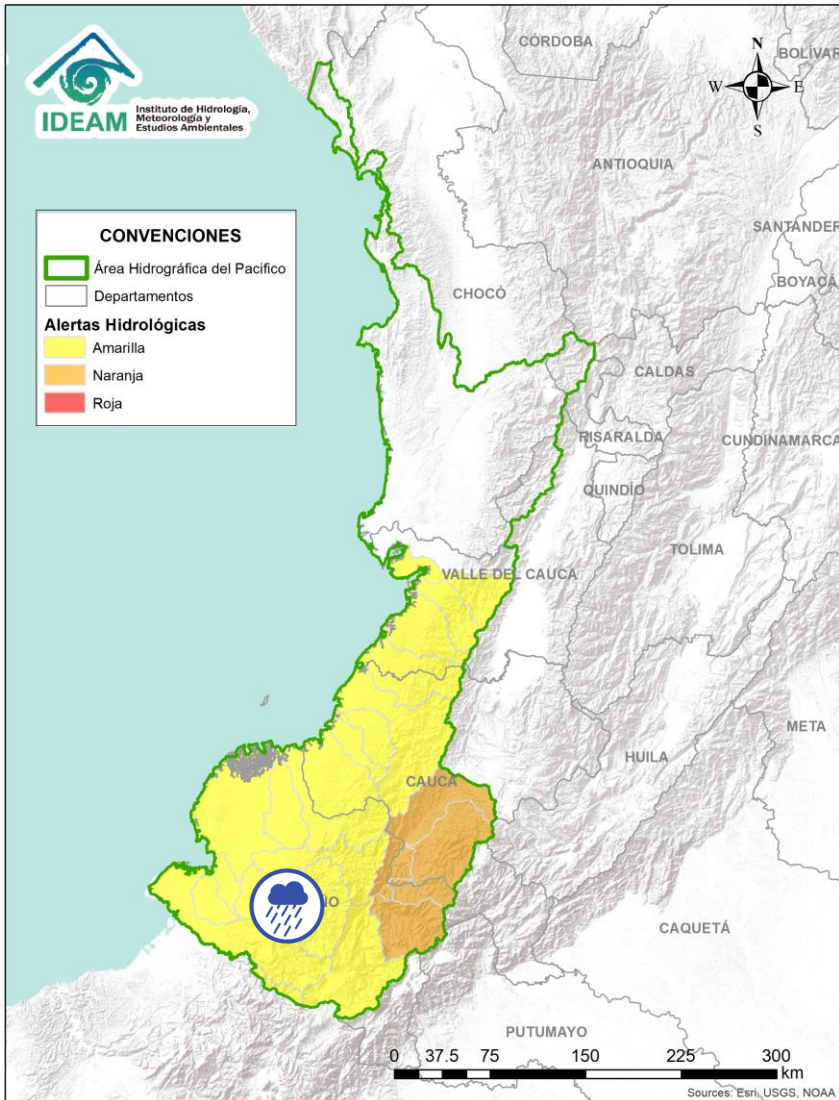 IDEAM
Instituto de Hidrología,
Meteorología y
Estudios Ambientales
CÓRDOBA
BOLÍVAR
N
W
E
S
ANTIOQUIA
SANTANDER
BOYACÁ
CONVENCIONES
Área Hidrográfica del Pacifico
Departamentos
Alertas Hidrológicas
Amarilla
Naranja
Roja
CHOCÓ
CALDAS
RISARALDA
CUNDINAMARCA
QUINDÍO
TOLIMA
VALLE DEL CAUCA
META
HUILA
CAUCA
ÑO
CAQUETÁ
PUTUMAYO
0 37.5 75 150 225 300
km
Sources: Esri, USGS, NOAA